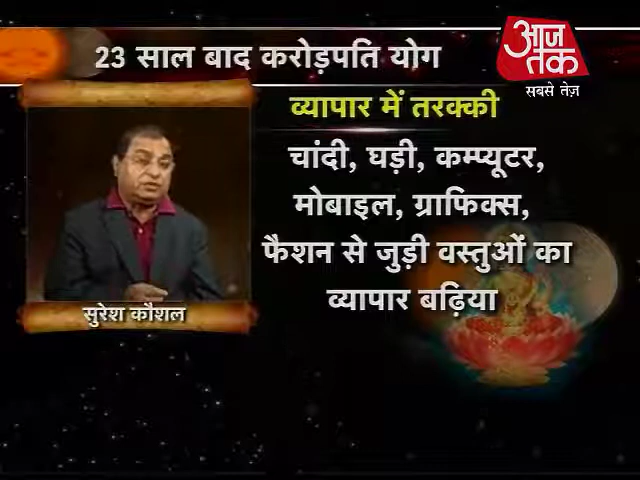 23 साल बाद करोड़पति योग
आज
तक
सबसे तेज़
व्यापार में तरक्की
चांदी, घड़ी, कम्प्यूटर,
मोबाइल, ग्राफिक्स,
फैशन से जुड़ी वस्तुओं का
व्यापार बढ़िया
सुरेश कौशल